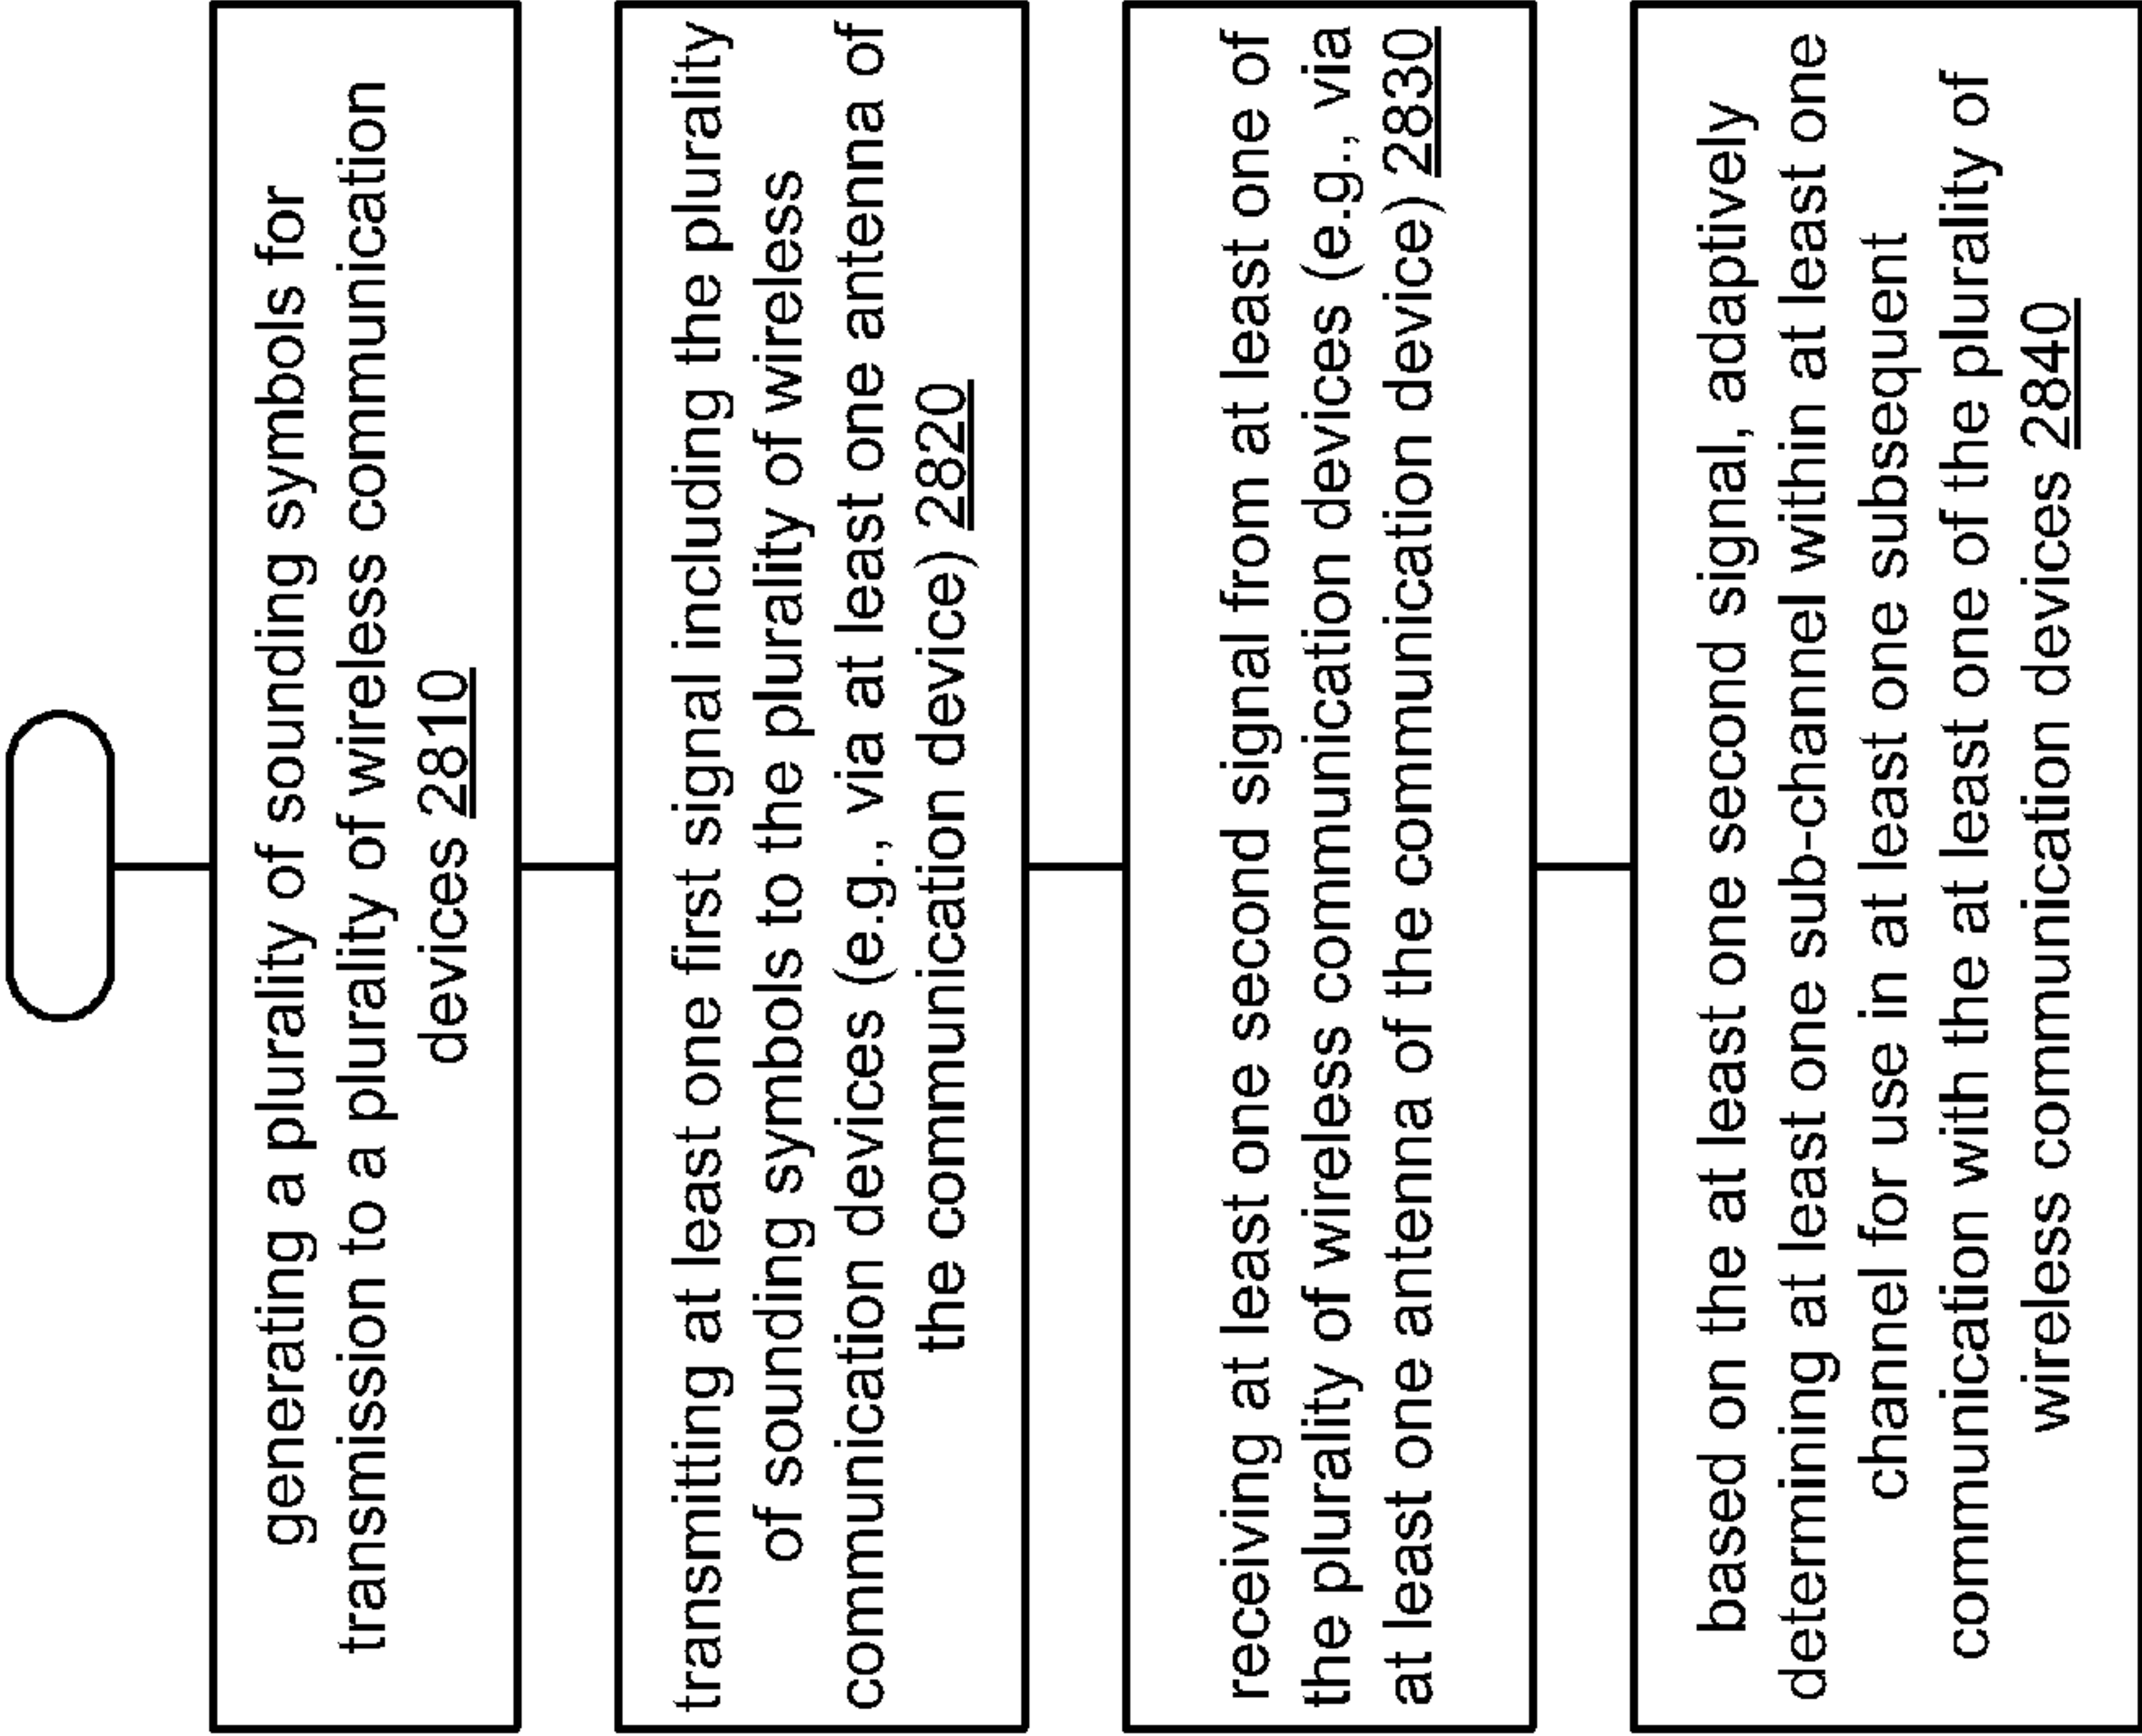 generating a plurality of sounding symbols for
transmission to a plurality of wireless communication
devices 2810
transmitting at least one first signal including the plurality
of sounding symbols to the plurality of wireless
communication devices (e.g., via at least one antenna of
the communication device) 2820
receiving at least one second signal from at least one of
the plurality of wireless communication devices (e.g., via
at least one antenna of the communication device) 2830
based on the at least one second signal, adaptively
determining at least one sub-channel within at least one
channel for use in at least one subsequent
communication with the at least one of the plurality of
wireless communication devices 2840